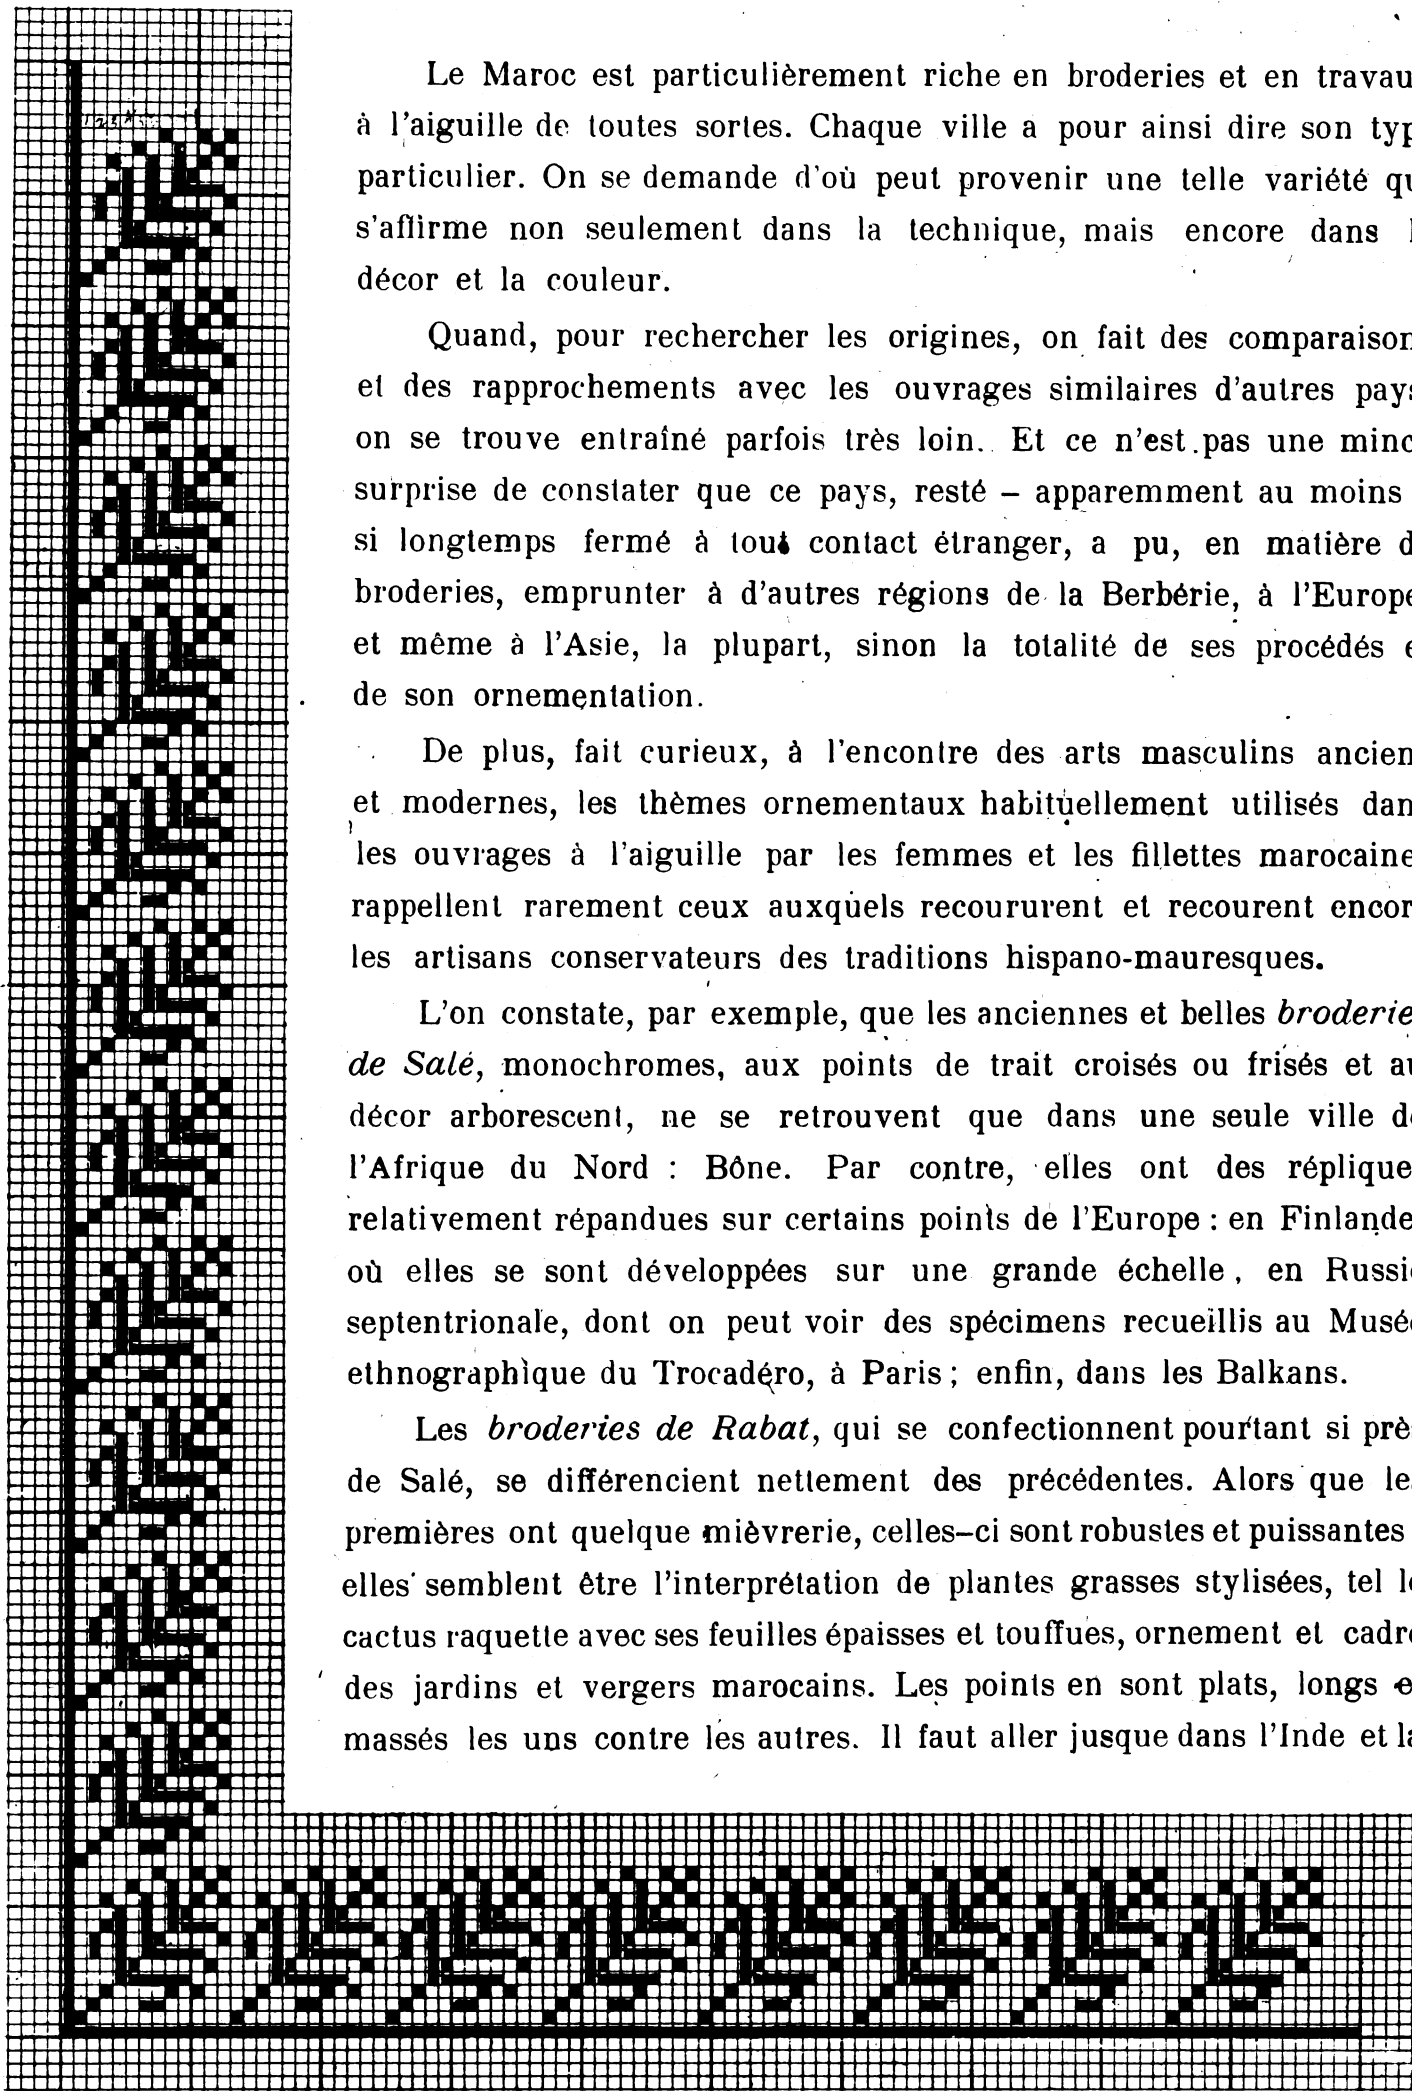 Le Maroc est particulièrement riche en broderies et en travau
à l'aiguille de toutes sortes. Chaque ville a pour ainsi dire son typ
particulier. On se demande d'où peut provenir une telle variété qu
s'affirme non seulement dans la technique, mais encore dans l
décor et la couleur.
Quand, pour rechercher les origines, on fait des comparaison
et des rapprochements avec les ouvrages similaires d'autres pays
on se trouve entraîné parfois très loin. Et ce n'est pas une minc
surprise de constater que ce pays, resté – apparemment au moins
si longtemps fermé à tout contact étranger, a pu, en matière d
broderies, emprunter à d'autres régions de la Berbérie, à l'Europe
et même à l'Asie, la plupart, sinon la totalité de ses procédés e
de son ornementation.
De plus, fait curieux, à l'encontre des arts masculins ancien
et modernes, les thèmes ornementaux habituellement utilisés dan
les ouvrages à l'aiguille par les femmes et les fillettes marocaine
rappellent rarement ceux auxquels recoururent et recourent encor
les artisans conservateurs des traditions hispano-mauresques.
L'on constate, par exemple, que les anciennes et belles broderie
de Salé, monochromes, aux points de trait croisés ou frisés et au
décor arborescent, ne se retrouvent que dans une seule ville de
l'Afrique du Nord : Bône. Par contre, elles ont des réplique
relativement répandues sur certains points de l'Europe : en Finlande
où elles se sont développées sur une grande échelle, en Russie
septentrionale, dont on peut voir des spécimens recueillis au Musée
ethnographique du Trocadéro, à Paris ; enfin, dans les Balkans.
Les broderies de Rabat, qui se confectionnent pourtant si près
de Salé, se différencient nettement des précédentes. Alors que les
premières ont quelque mièvrerie, celles-ci sont robustes et puissantes
elles semblent être l'interprétation de plantes grasses stylisées, tel le
cactus raquette avec ses feuilles épaisses et touffues, ornement et cadre
des jardins et vergers marocains. Les points en sont plats, longs e
massés les uns contre les autres. Il faut aller jusque dans l'Inde et la